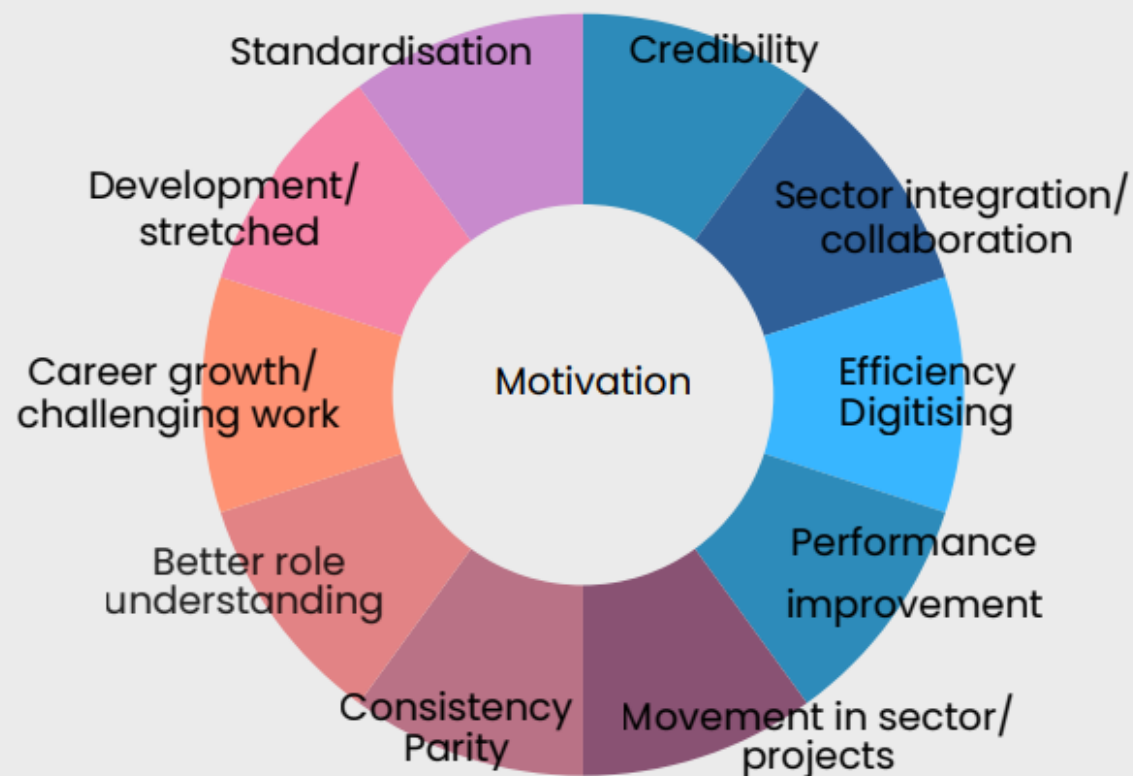 Standardisation
Credibility
Development/
stretched
Sector integration/
collaboration
Career growth/
challenging work
Motivation
Efficiency
Digitising
Better role
understanding
Performance
improvement
Consistency
Parity
Movement in sector/
projects